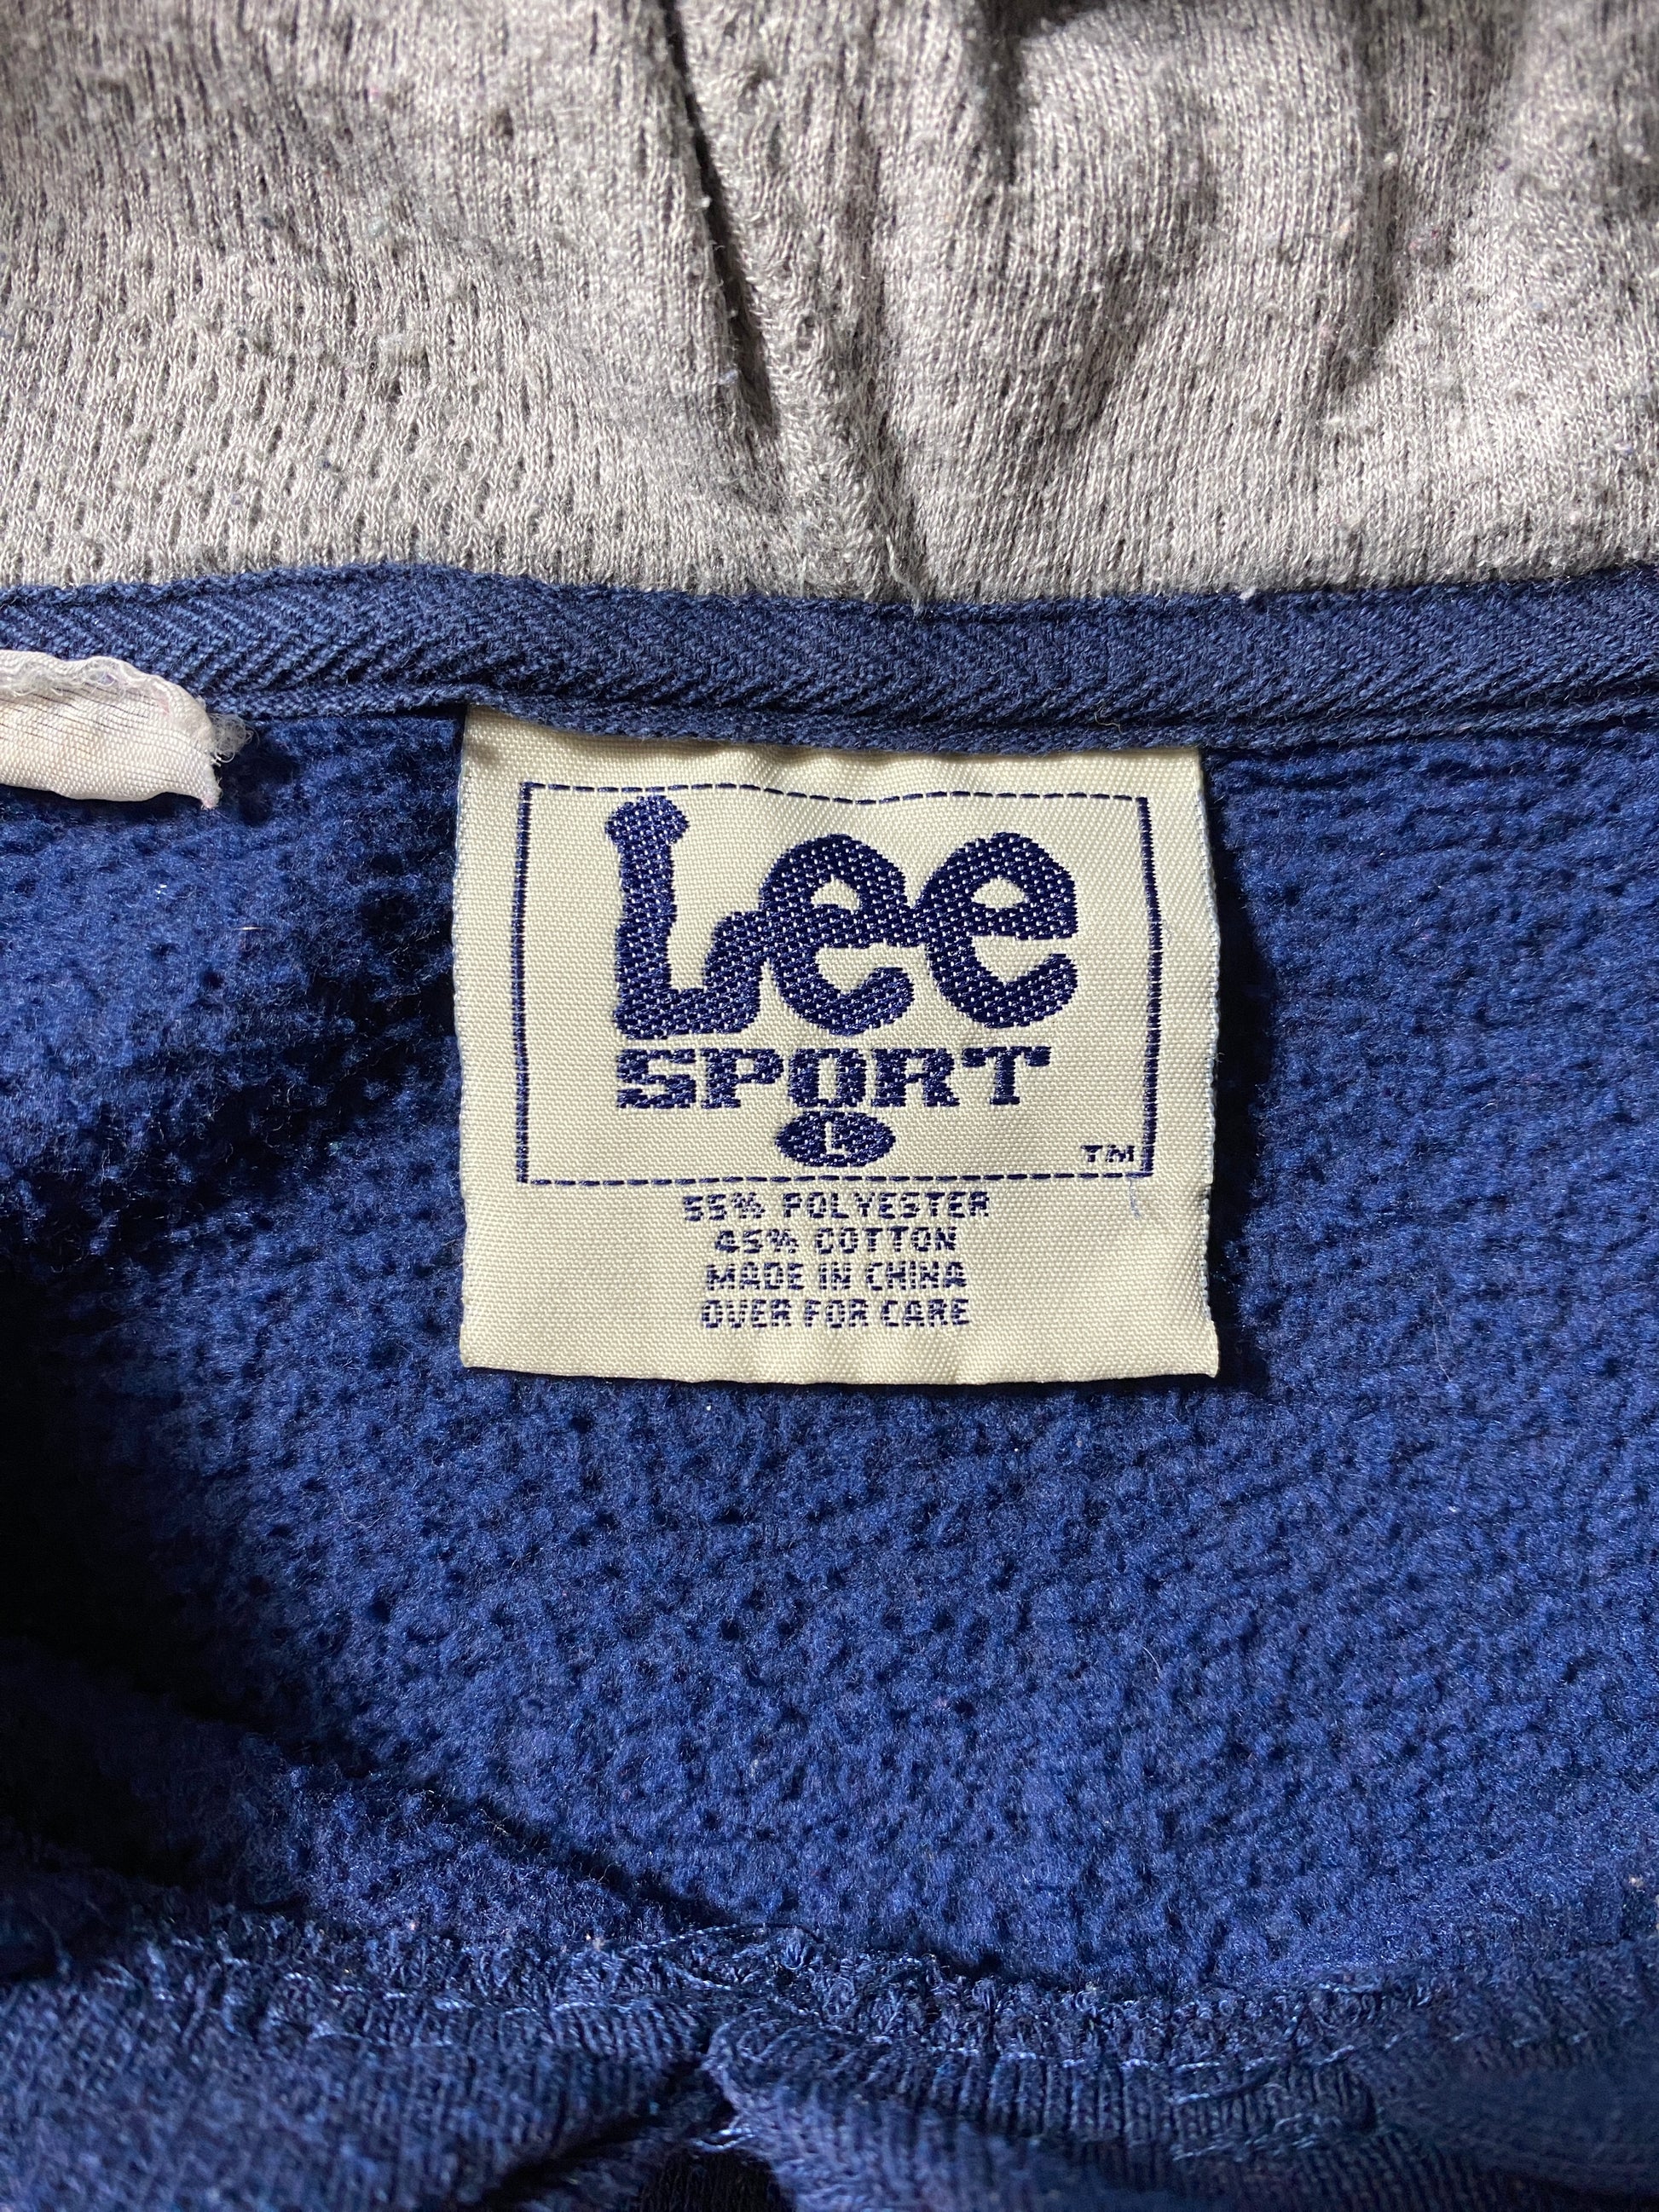 Lee
SPORT
L
TM
55% POLYESTER
45% COTTON
MADE IN CHINA
OVER FOR CARE